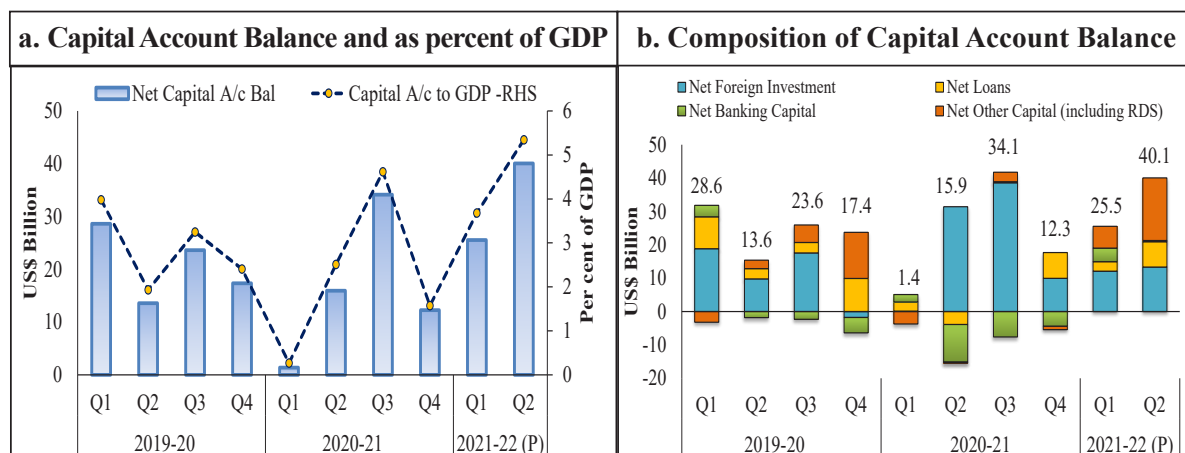 a. Capital Account Balance and as percent of GDP
Net Capital A/c Bal
Capital A/c to GDP -RHS
US$ Billion
50
40
30
20
10
0
6
5
4
3
2
1
0
Per cent of GDP
Q1 Q2 Q3 Q4 Q1 Q2 Q3 Q4 Q1 Q2
2019-20 2020-21 2021-22 (P)
b. Composition of Capital Account Balance
Net Foreign Investment
Net Loans
Net Banking Capital
Net Other Capital (including RDS)
US$ Billion
50
40
30
20
10
0
-10
-20
28.6 13.6 23.6 17.4 1.4 15.9 34.1 12.3 25.5 40.1
Q1 Q2 Q3 Q4 Q1 Q2 Q3 Q4 Q1 Q2
2019-20 2020-21 2021-22 (P)